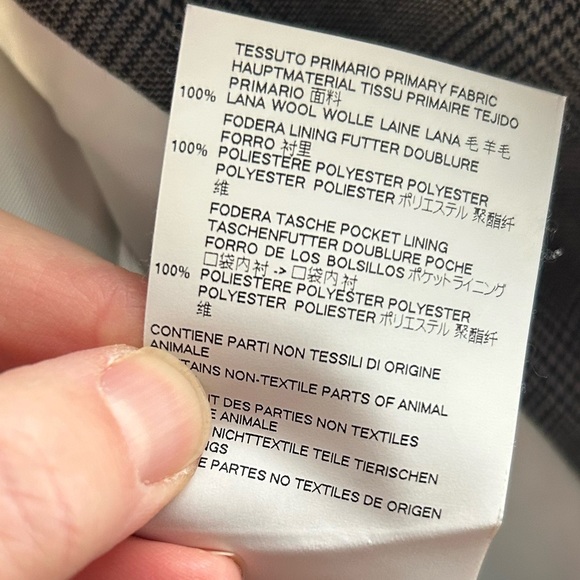 TESSUTO PRIMARIO PRIMARY FABRIC
HAUPTMATERIAL TISSU PRIMAIRE TEJIDO
PRIMARIO 面料
100% LANA WOOL WOLLE LAINE LANA 毛 羊毛
FODERA LINING FUTTER DOUBLURE
FORRO 衬里
100% POLIESTERE POLYESTER POLYESTER
POLYESTER POLIESTER ポリエステル 聚酯纤
维
FODERA TASCHE POCKET LINING
TASCHENFUTTER DOUBLURE POCHE
FORRO DE LOS BOLSILLOS ポケットライニング
口袋内衬 -> 口袋内衬
100% POLIESTERE POLYESTER POLYESTER
POLYESTER POLIESTER ポリエステル 聚酯纤
维
CONTIENE PARTI NON TESSILI DI ORIGINE
ANIMALE
TAINS NON-TEXTILE PARTS OF ANIMAL
T DES PARTIES NON TEXTILES
E ANIMALE
NICHTTEXTILE TEILE TIERISCHEN
NGS
E PARTES NO TEXTILES DE ORIGEN